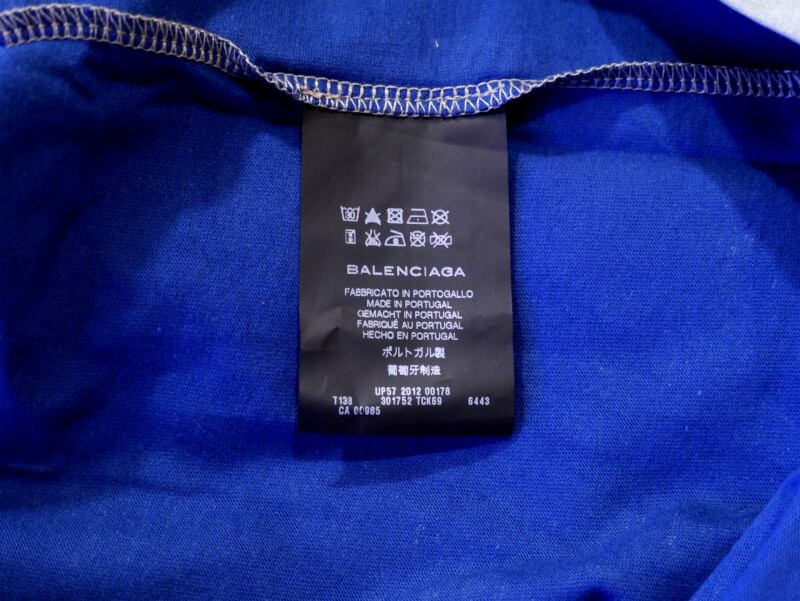 30
BALENCIAGA
FABBRICATO IN PORTOGALLO
MADE IN PORTUGAL
GEMACHT IN PORTUGAL
FABRIQUÉ AU PORTUGAL
HECHO EN PORTUGAL
ポルトガル製
葡萄牙制造
UP57 2012 00178
T138 301752 TCK69 6443
CA 00985